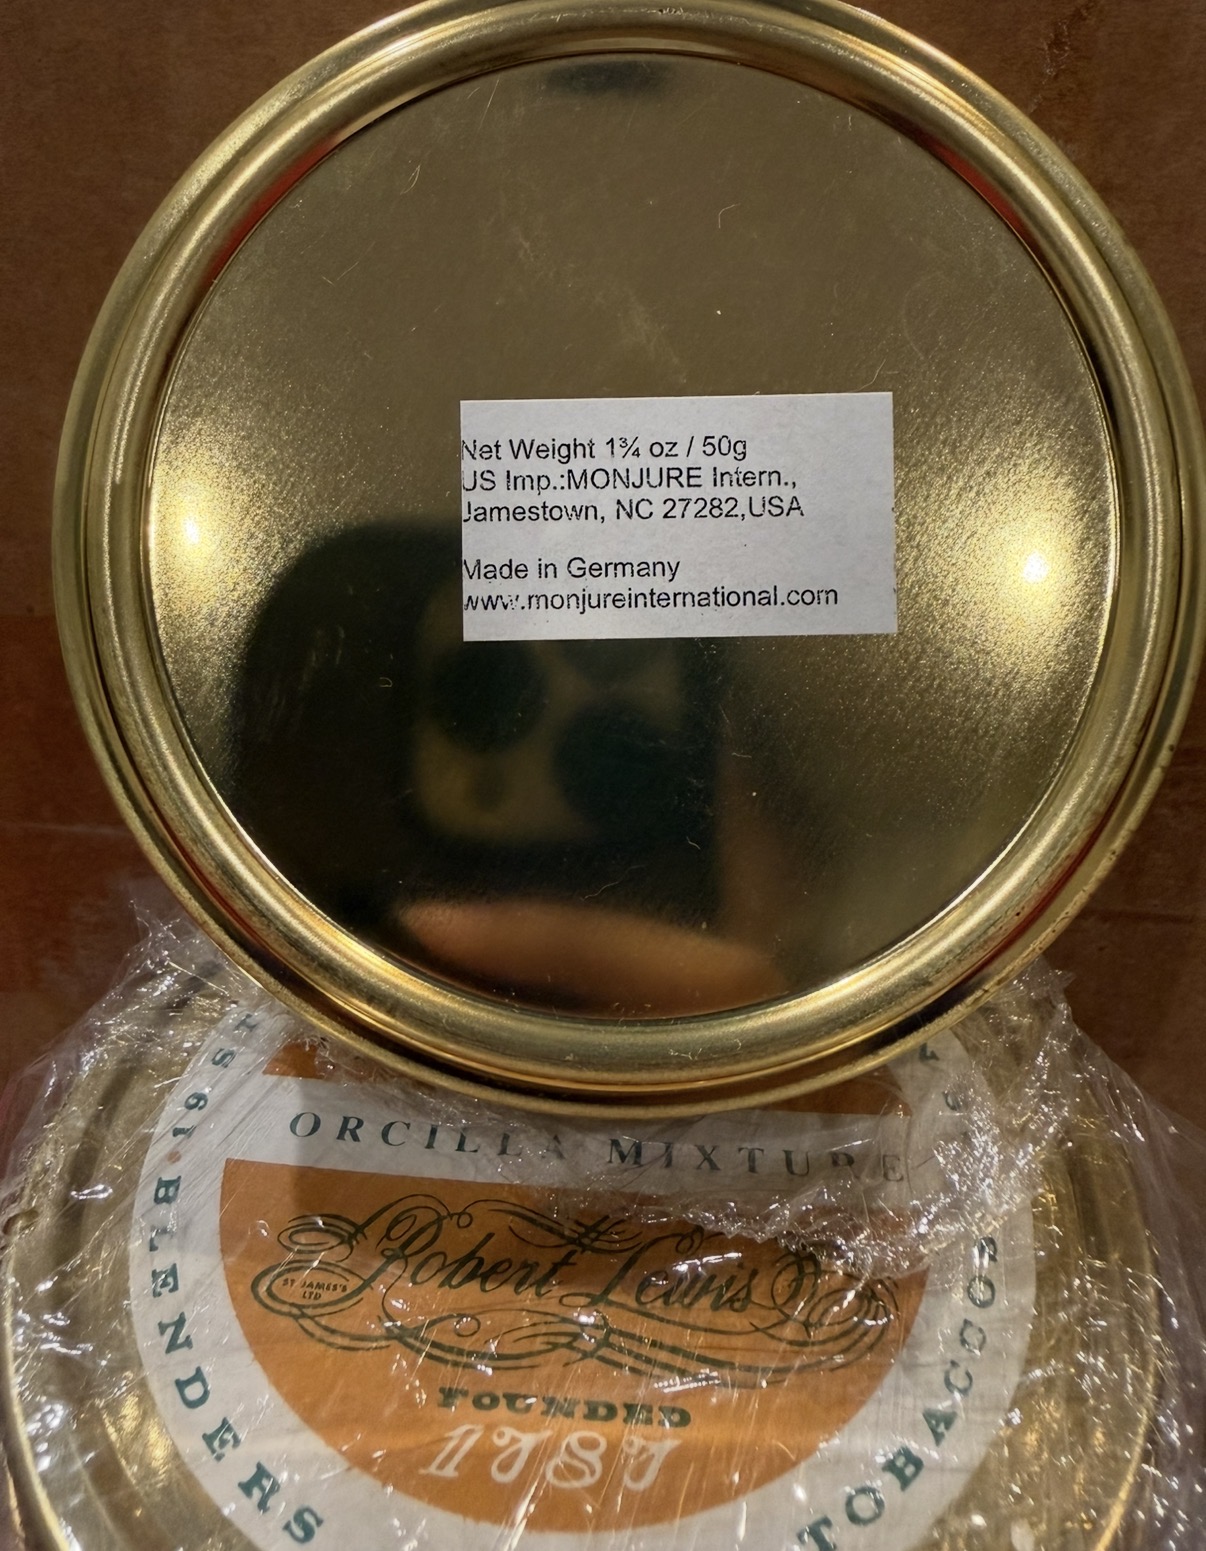 Net Weight 1¾ oz / 50g
US Imp.:MONJURE Intern.,
Jamestown, NC 27282,USA
Made in Germany
www.monjureinternational.com
ORCILLA MIXTURE
Robert Lewis
ST JAMES'S
LTD
FOUNDED
1787
BLENDERS
TOBACCOS